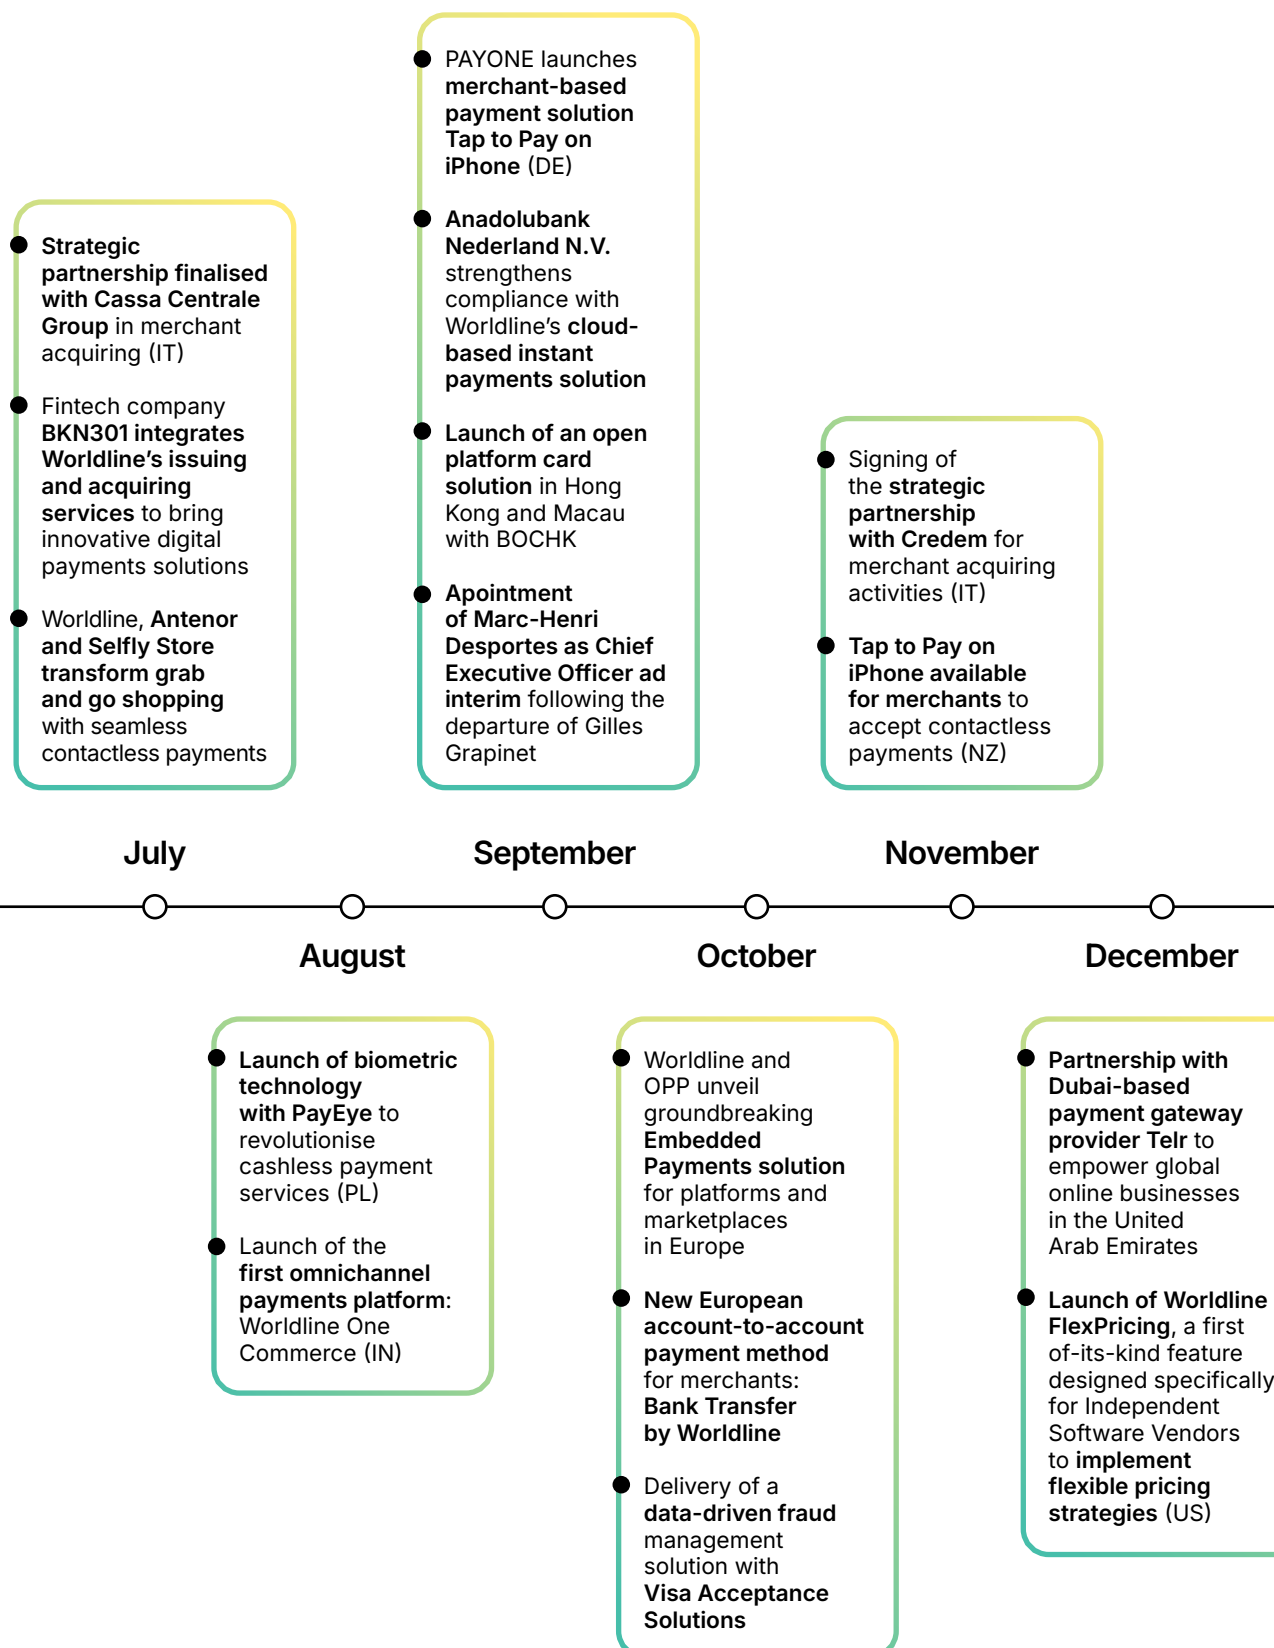 Strategic
partnership finalised
with Cassa Centrale
Group in merchant
acquiring (IT)
Fintech company
BKN301 integrates
Worldline’s issuing
and acquiring
services to bring
innovative digital
payments solutions
Worldline, Antenor
and Selfly Store
transform grab
and go shopping
with seamless
contactless payments
July
Launch of biometric
technology
with PayEye to
revolutionise
cashless payment
services (PL)
Launch of the
first omnichannel
payments platform:
Worldline One
Commerce (IN)
August
PAYONE launches
merchant-based
payment solution
Tap to Pay on
iPhone (DE)
Anadolubank
Nederland N.V.
strengthens
compliance with
Worldline’s cloud-
based instant
payments solution
Launch of an open
platform card
solution in Hong
Kong and Macau
with BOCHK
Apointment
of Marc-Henri
Desportes as Chief
Executive Officer ad
interim following the
departure of Gilles
Grapinet
September
October
Worldline and
OPP unveil
groundbreaking
Embedded
Payments solution
for platforms and
marketplaces
in Europe
New European
account-to-account
payment method
for merchants:
Bank Transfer
by Worldline
Delivery of a
data-driven fraud
management
solution with
Visa Acceptance
Solutions
Signing of
the strategic
partnership
with Credem for
merchant acquiring
activities (IT)
Tap to Pay on
iPhone available
for merchants to
accept contactless
payments (NZ)
November
December
Partnership with
Dubai-based
payment gateway
provider Telr to
empower global
online businesses
in the United
Arab Emirates
Launch of Worldline
FlexPricing, a first
of-its-kind feature
designed specifically
for Independent
Software Vendors
to implement
flexible pricing
strategies (US)